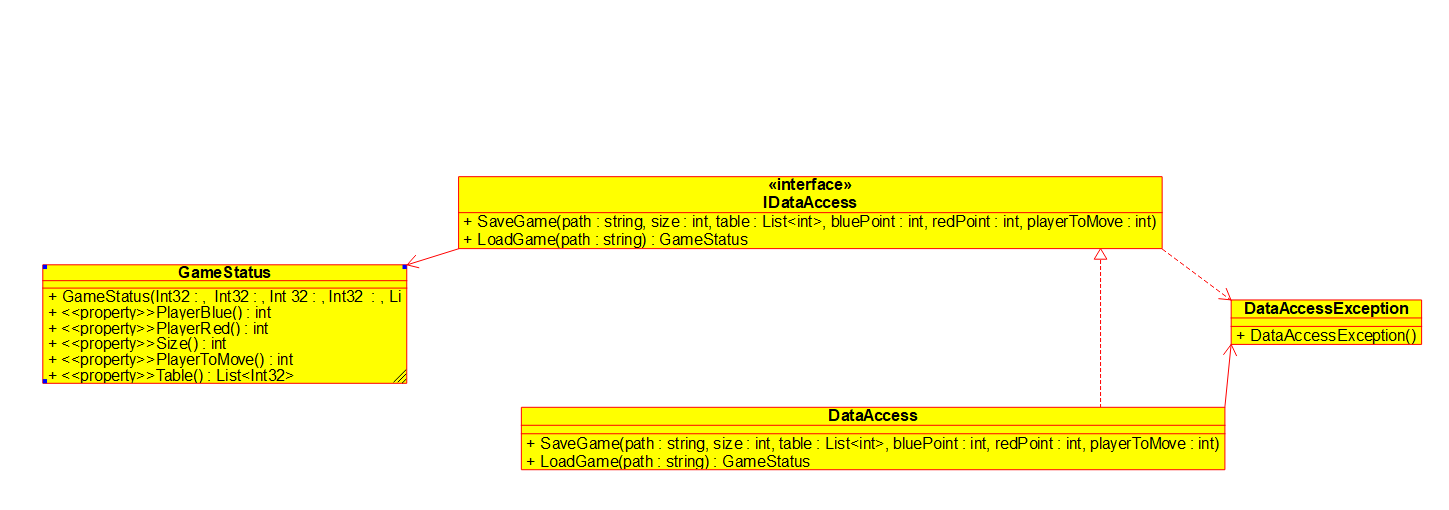 «interface»
IDataAccess
+ SaveGame(path : string, size : int, table : List<int>, bluePoint : int, redPoint : int, playerToMove : int)
+ LoadGame(path : string) : GameStatus
GameStatus
+ GameStatus(Int32 : , Int32 : , Int 32 : , Int32 : , Li
+ <<property>>PlayerBlue() : int
+ <<property>>PlayerRed() : int
+ <<property>>Size() : int
+ <<property>>PlayerToMove() : int
+ <<property>>Table() : List<Int32>
DataAccessException
+ DataAccessException()
DataAccess
+ SaveGame(path : string, size : int, table : List<int>, bluePoint : int, redPoint : int, playerToMove : int)
+ LoadGame(path : string) : GameStatus